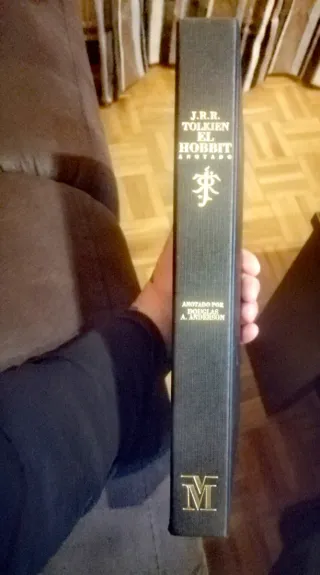 J.R.R.
TOLKIEN
EL
HOBBIT
ANOTADO
ANOTADO POR
DOUGLAS
A. ANDERSON
M